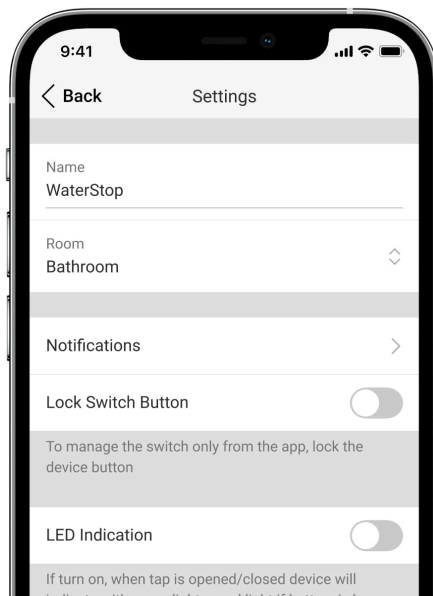 9:41
Back Settings
Name
WaterStop
Room
Bathroom
Notifications
Lock Switch Button
To manage the switch only from the app, lock the
device button
LED Indication
If turn on, when tap is opened/closed device will